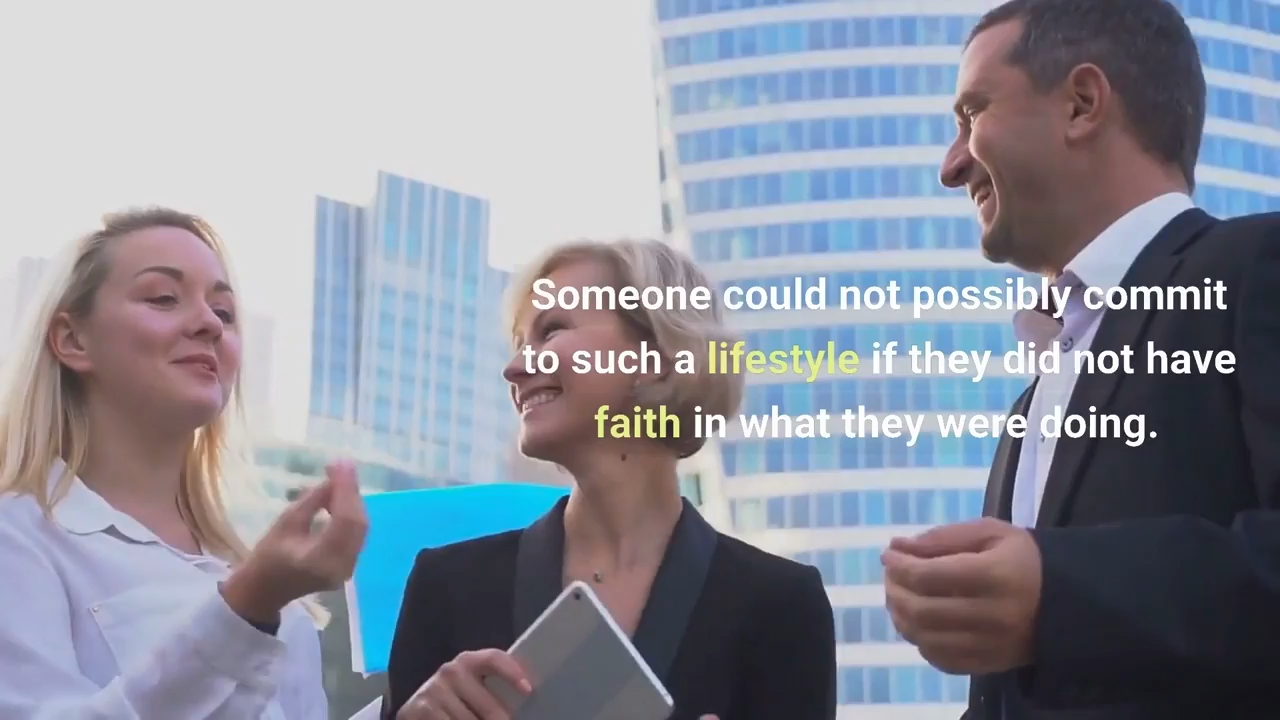 Someone could not possibly commit
to such a lifestyle if they did not have
faith in what they were doing.